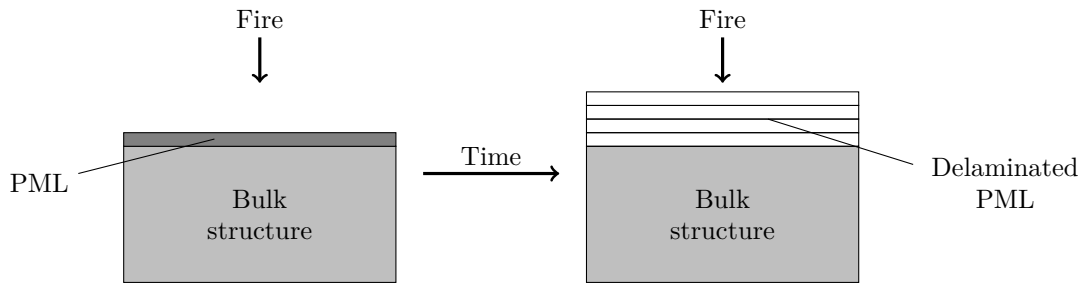 Fire
PML
Bulk
structure
Time
Fire
Bulk
structure
Delaminated
PML